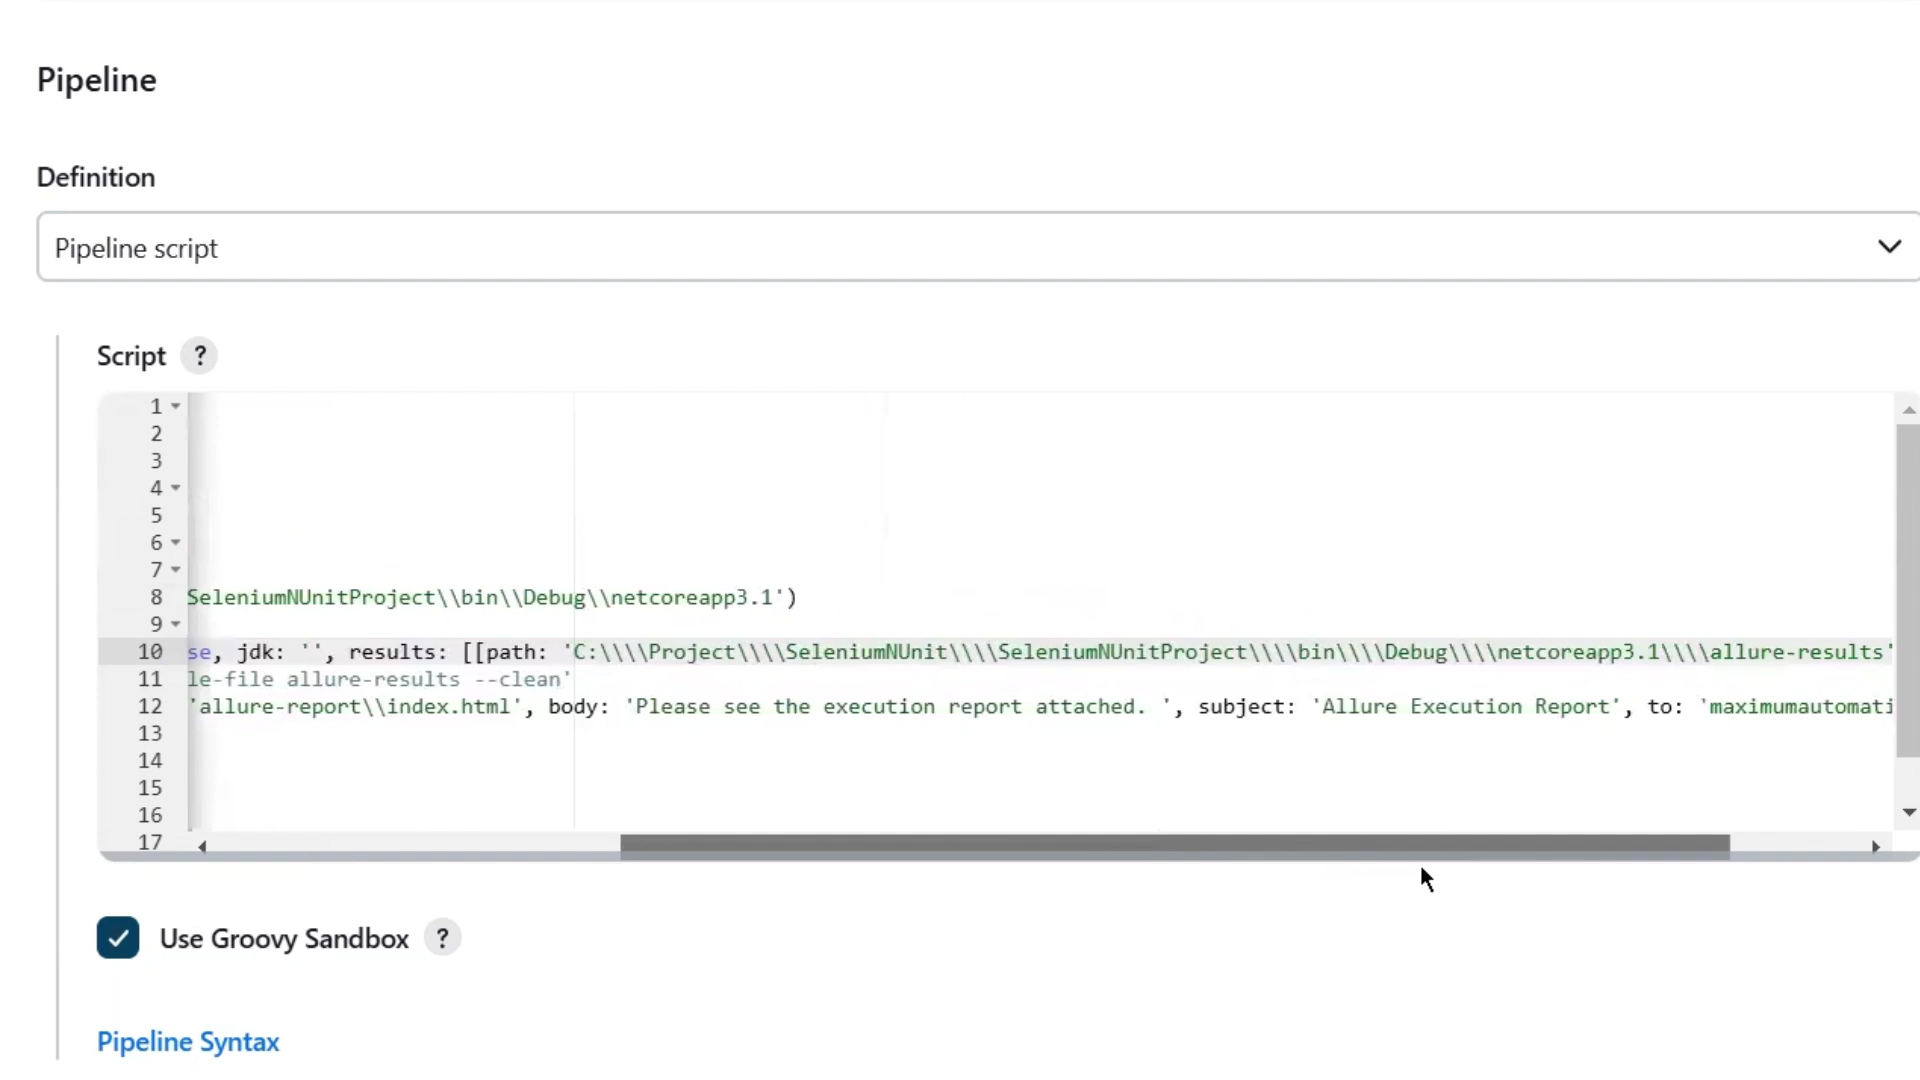 Pipeline
Definition
Pipeline script
Script ?
1
2
3
4
5
6
7
8 SeleniumNUnitProject\\bin\\Debug\\netcoreapp3.1')
9
10 se, jdk: '', results: [[path: 'C:\\\\Project\\\\SeleniumNUnit\\\\SeleniumNUnitProject\\\\bin\\\\Debug\\\\netcoreapp3.1\\\\allure-results'
11 le-file allure-results --clean'
12 'allure-report\\index.html', body: 'Please see the execution report attached. ', subject: 'Allure Execution Report', to: 'maximumautomati
13
14
15
16
17
Use Groovy Sandbox ?
Pipeline Syntax